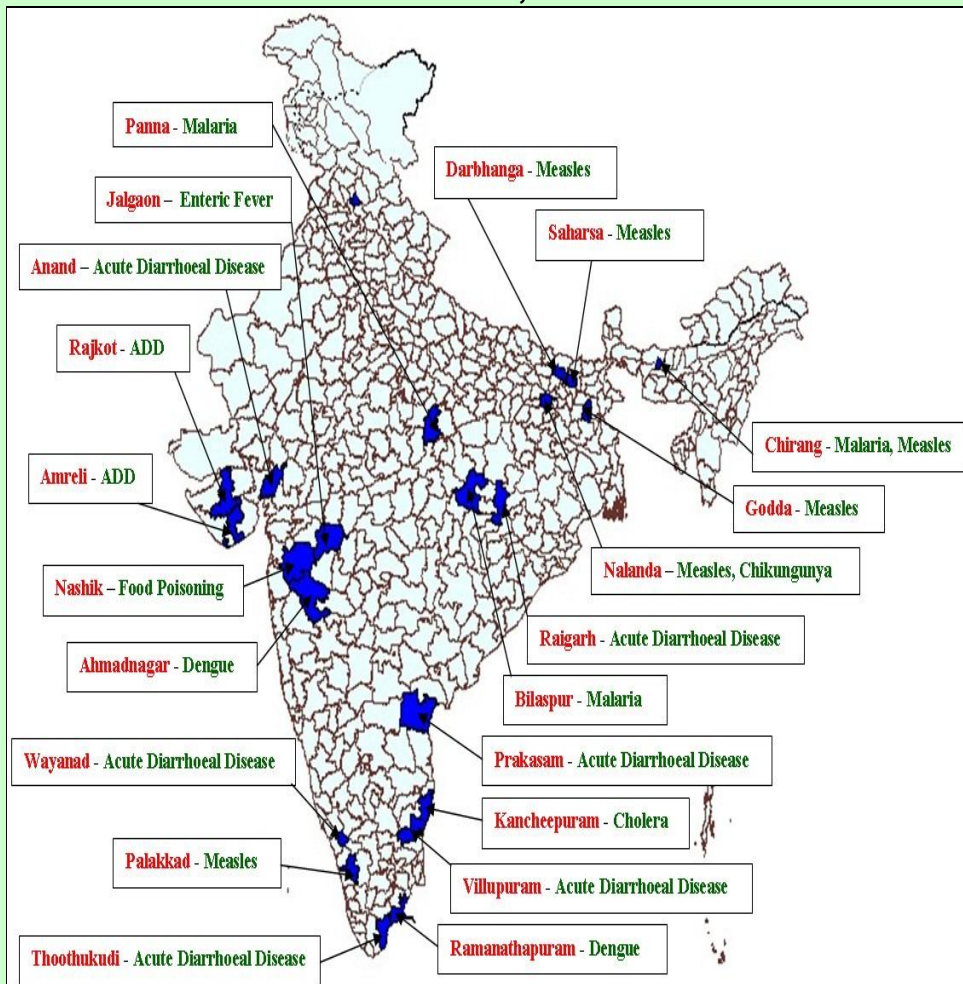 Panna - Malaria
Darbhanga - Measles
Jalgaon – Enteric Fever
Saharsa - Measles
Anand – Acute Diarrhoeal Disease
Rajkot - ADD
Chirang - Malaria, Measles
Amreli - ADD
Godda - Measles
Nalanda – Measles, Chikungunya
Nashik – Food Poisoning
Raigarh - Acute Diarrhoeal Disease
Ahmadnagar - Dengue
Bilaspur - Malaria
Wayanad - Acute Diarrhoeal Disease
Prakasam - Acute Diarrhoeal Disease
Kancheepuram - Cholera
Palakkad - Measles
Villupuram - Acute Diarrhoeal Disease
Ramanathapuram - Dengue
Thoothukudi - Acute Diarrhoeal Disease